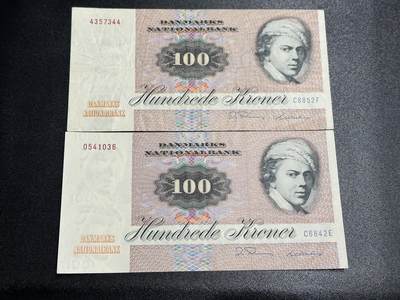 4357344
DANMARKS
NATIONALBANK
100
Hundrede Kroner
C6852F
DANMARKS
NATIONALBANK
0541036
DANMARKS
NATIONALBANK
100
Hundrede Kroner
C6842E
DANMARKS
NATIONALBANK